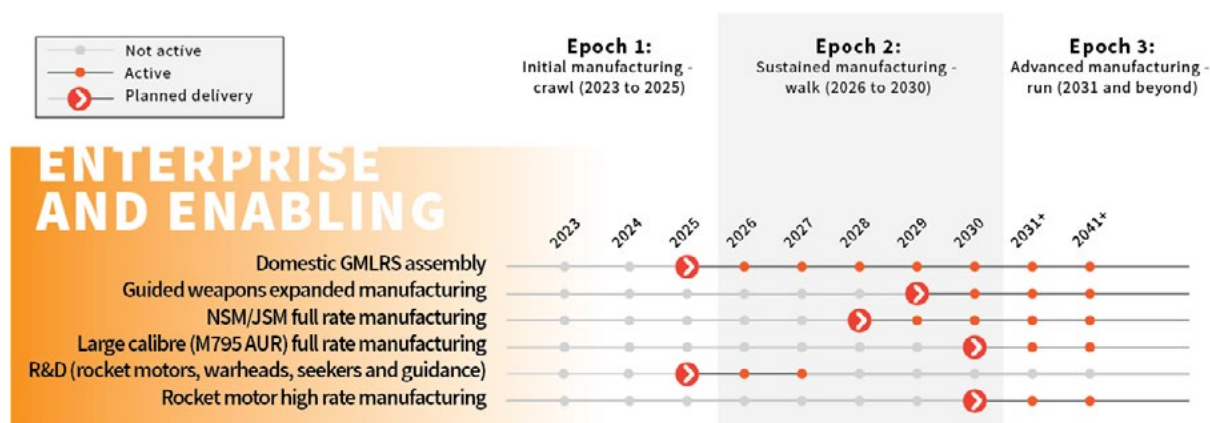 Not active
Active
Planned delivery
Epoch 1:
Initial manufacturing -
crawl (2023 to 2025)
Epoch 2:
Sustained manufacturing -
walk (2026 to 2030)
Epoch 3:
Advanced manufacturing -
run (2031 and beyond)
ENTERPRISE
AND ENABLING
2023 2024 2025 2026 2027 2028 2029 2030 2031+ 2041+
Domestic GMLRS assembly
Guided weapons expanded manufacturing
NSM/JSM full rate manufacturing
Large calibre (M795 AUR) full rate manufacturing
R&D (rocket motors, warheads, seekers and guidance)
Rocket motor high rate manufacturing